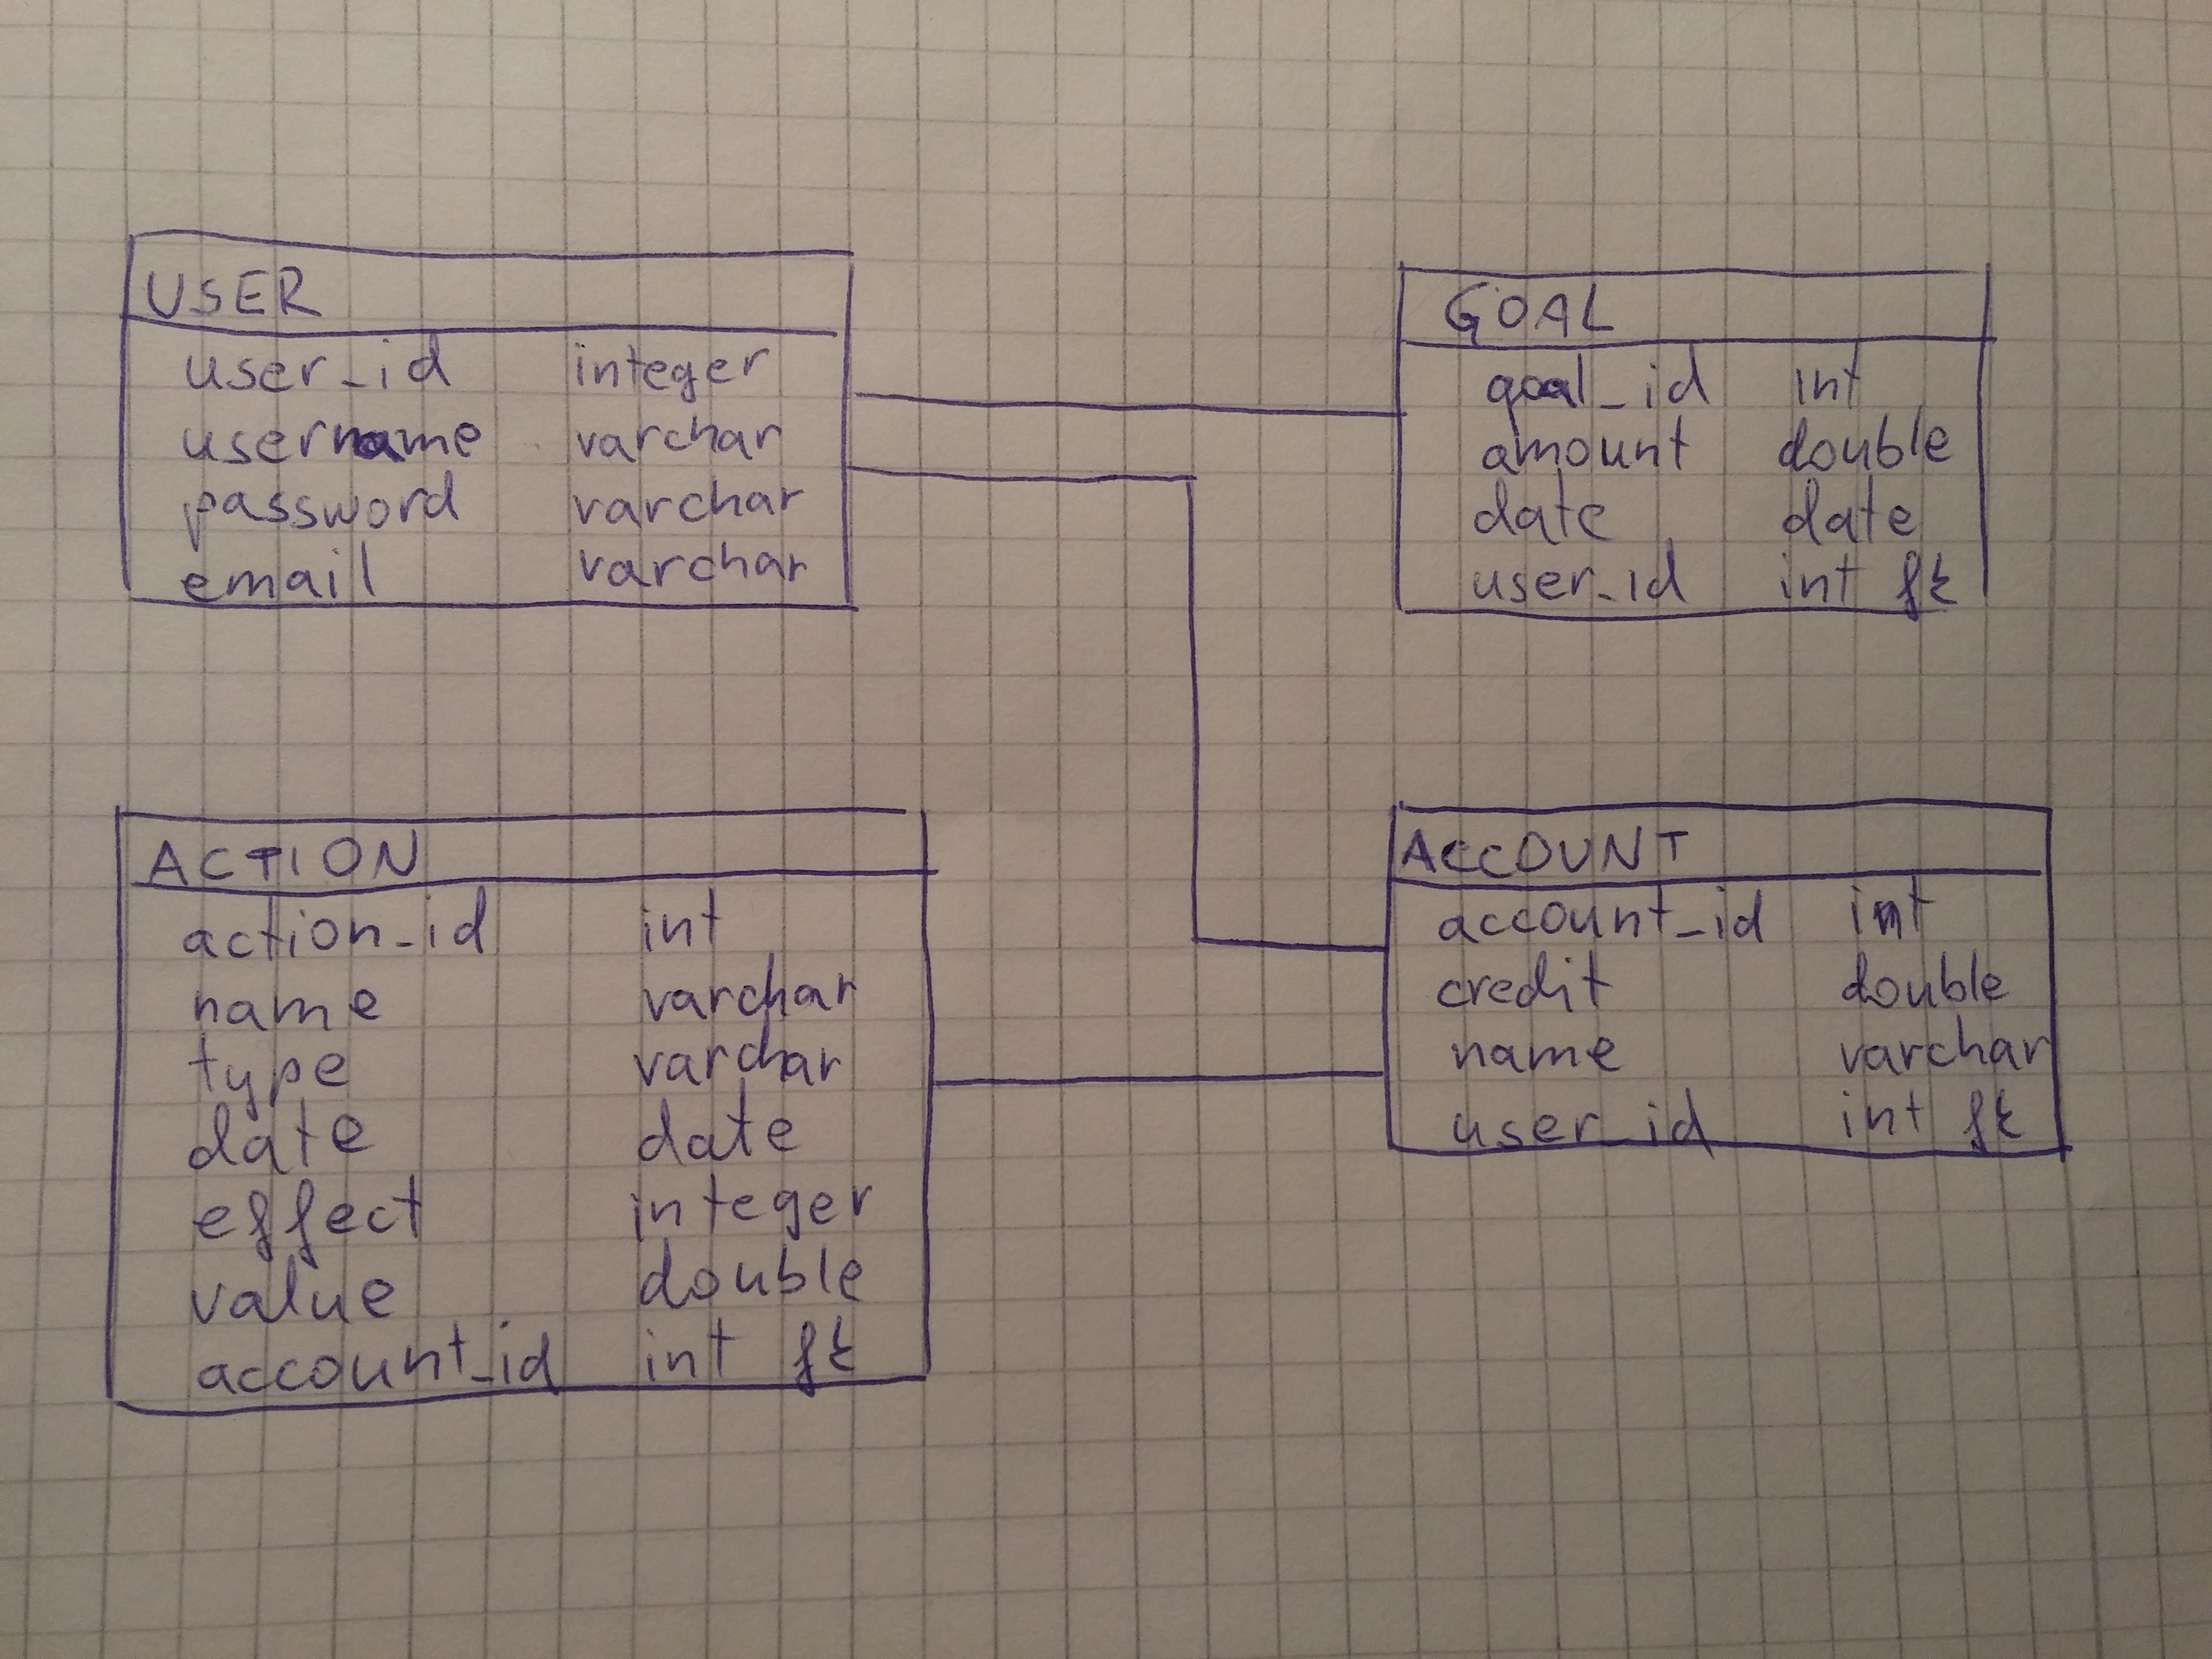 USER
user_id integer
username varchar
password varchar
email varchar
GOAL
goal_id int
amount double
date date
user_id int fk
ACTION
action_id int
name varchar
type varchar
date date
effect integer
value double
account_id int fk
ACCOUNT
account_id int
credit double
name varchar
user_id int fk